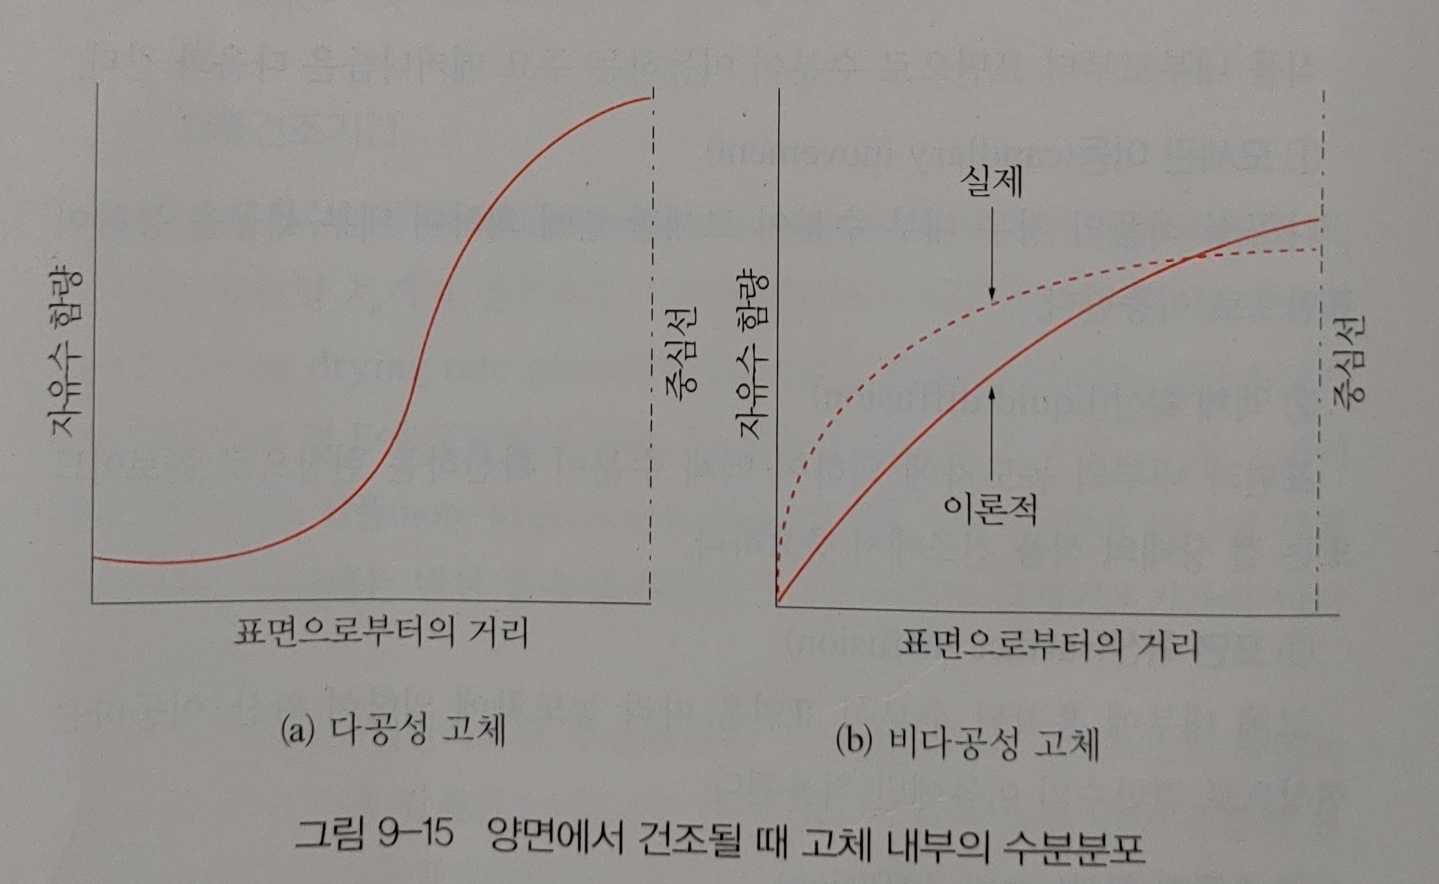 자유수 함량
중심선
표면으로부터의 거리
(a) 다공성 고체
자유수 함량
실제
이론적
중심선
표면으로부터의 거리
(b) 비다공성 고체
그림 9-15 양면에서 건조될 때 고체 내부의 수분분포